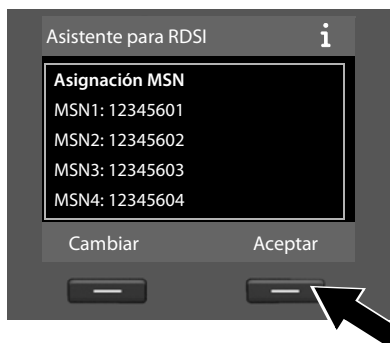 Asistente para RDSI i
Asignación MSN
MSN1: 12345601
MSN2: 12345602
MSN3: 12345603
MSN4: 12345604
Cambiar Aceptar